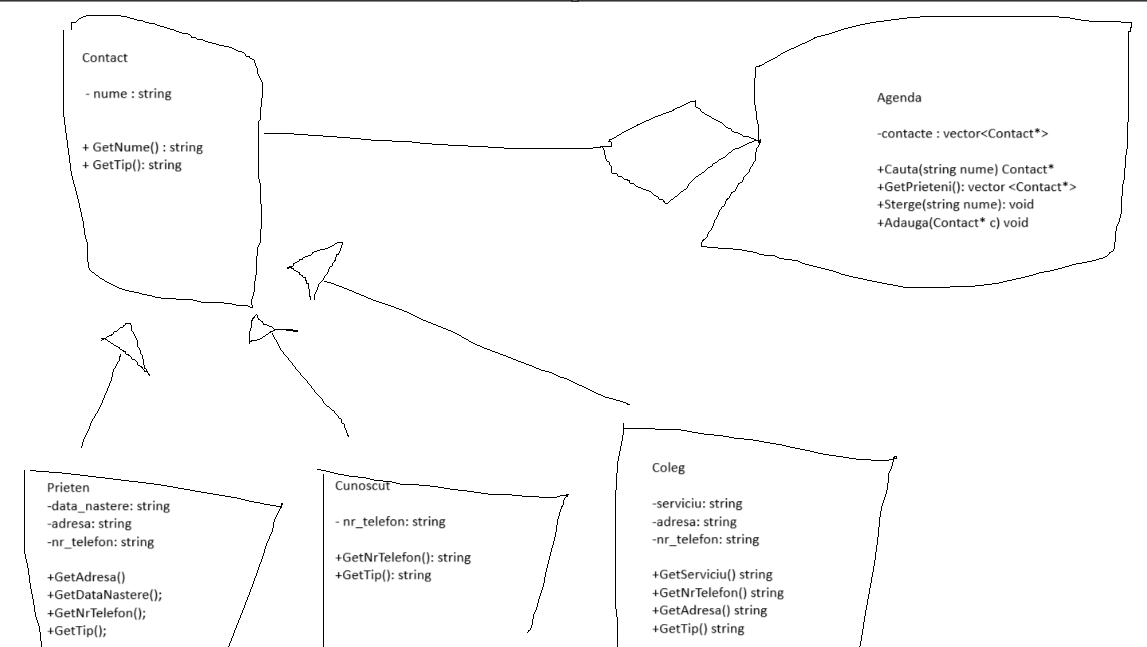 Contact
- nume : string
+ GetNume() : string
+ GetTip(): string
Agenda
-contacte : vector<Contact*>
+Cauta(string nume) Contact*
+GetPrieteni(): vector <Contact*>
+Sterge(string nume): void
+Adauga(Contact* c) void
Prieten
-data_nastere: string
-adresa: string
-nr_telefon: string
+GetAdresa()
+GetDataNastere();
+GetNrTelefon();
+GetTip();
Cunoscut
- nr_telefon: string
+GetNrTelefon(): string
+GetTip(): string
Coleg
-serviciu: string
-adresa: string
-nr_telefon: string
+GetServiciu() string
+GetNrTelefon() string
+GetAdresa() string
+GetTip() string